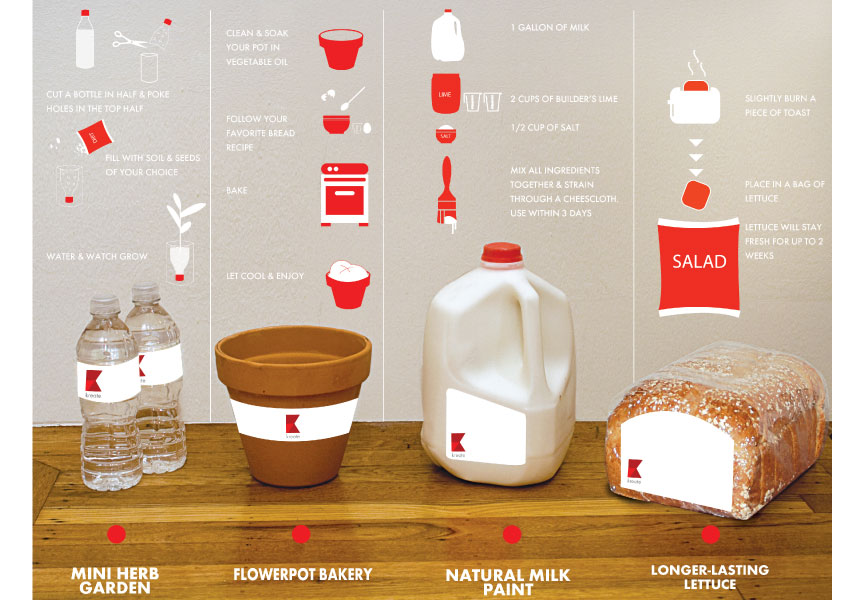 CUT A BOTTLE IN HALF & POKE
HOLES IN THE TOP HALF
DIRT
FILL WITH SOIL & SEEDS
OF YOUR CHOICE
WATER & WATCH GROW
CLEAN & SOAK
YOUR POT IN
VEGETABLE OIL
FOLLOW YOUR
FAVORITE BREAD
RECIPE
BAKE
LET COOL & ENJOY
1 GALLON OF MILK
LIME
2 CUPS OF BUILDER'S LIME
SALT
1/2 CUP OF SALT
MIX ALL INGREDIENTS
TOGETHER & STRAIN
THROUGH A CHEESCLOTH.
USE WITHIN 3 DAYS
SLIGHTLY BURN A
PIECE OF TOAST
PLACE IN A BAG OF
LETTUCE
LETTUCE WILL STAY
FRESH FOR UP TO 2
WEEKS
SALAD
MINI HERB
GARDEN
FLOWERPOT BAKERY
NATURAL MILK
PAINT
LONGER-LASTING
LETTUCE